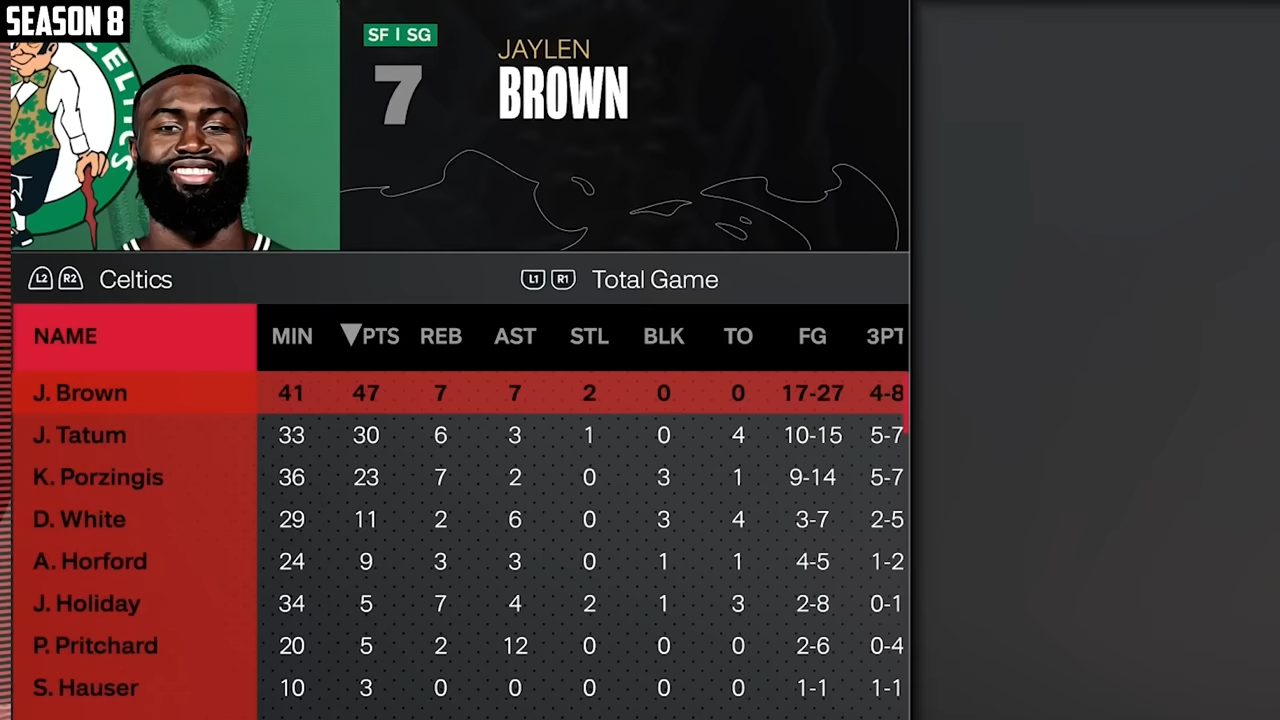 SEASON 8
CELTICS
SF | SG
7
JAYLEN
BROWN
L2 R2 Celtics L1 R1 Total Game
NAME MIN ▼PTS REB AST STL BLK TO FG 3PT
J. Brown 41 47 7 7 2 0 0 17-27 4-8
J. Tatum 33 30 6 3 1 0 4 10-15 5-7
K. Porzingis 36 23 7 2 0 3 1 9-14 5-7
D. White 29 11 2 6 0 3 4 3-7 2-5
A. Horford 24 9 3 3 0 1 1 4-5 1-2
J. Holiday 34 5 7 4 2 1 3 2-8 0-1
P. Pritchard 20 5 2 12 0 0 0 2-6 0-4
S. Hauser 10 3 0 0 0 0 0 1-1 1-1